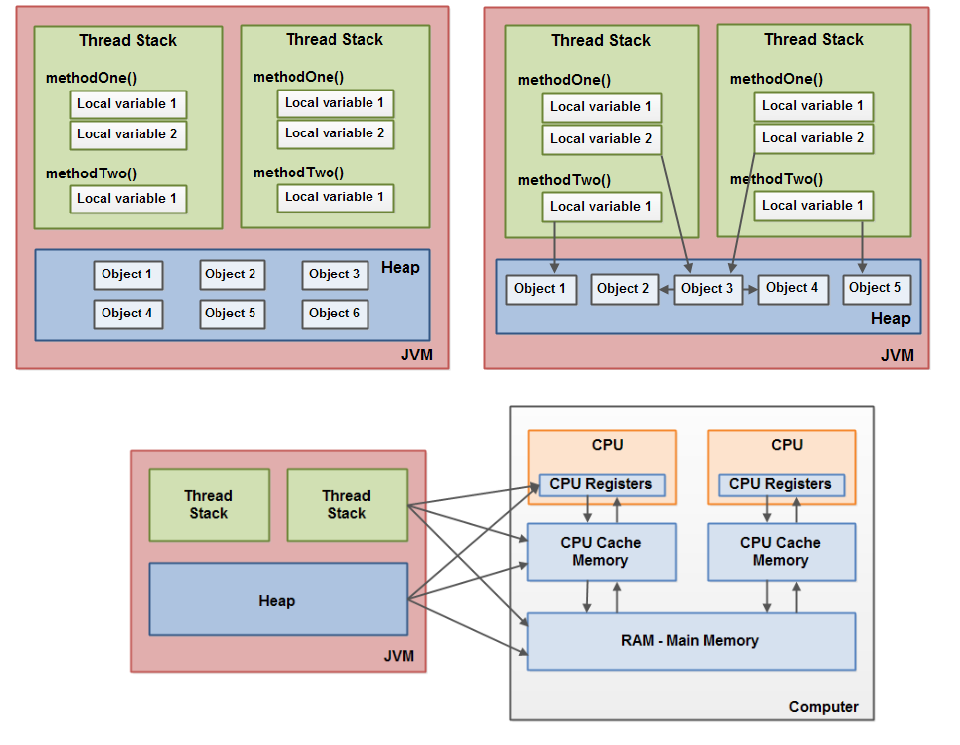 Thread Stack
methodOne()
Local variable 1
Local variable 2
methodTwo()
Local variable 1
Thread Stack
methodOne()
Local variable 1
Local variable 2
methodTwo()
Local variable 1
Heap
Object 1
Object 2
Object 3
Object 4
Object 5
Object 6
JVM
Thread Stack
methodOne()
Local variable 1
Local variable 2
methodTwo()
Local variable 1
Thread Stack
methodOne()
Local variable 1
Local variable 2
methodTwo()
Local variable 1
Object 1
Object 2
Object 3
Object 4
Object 5
Heap
JVM
Thread
Stack
Thread
Stack
Heap
JVM
CPU
CPU Registers
CPU Cache
Memory
CPU
CPU Registers
CPU Cache
Memory
RAM - Main Memory
Computer